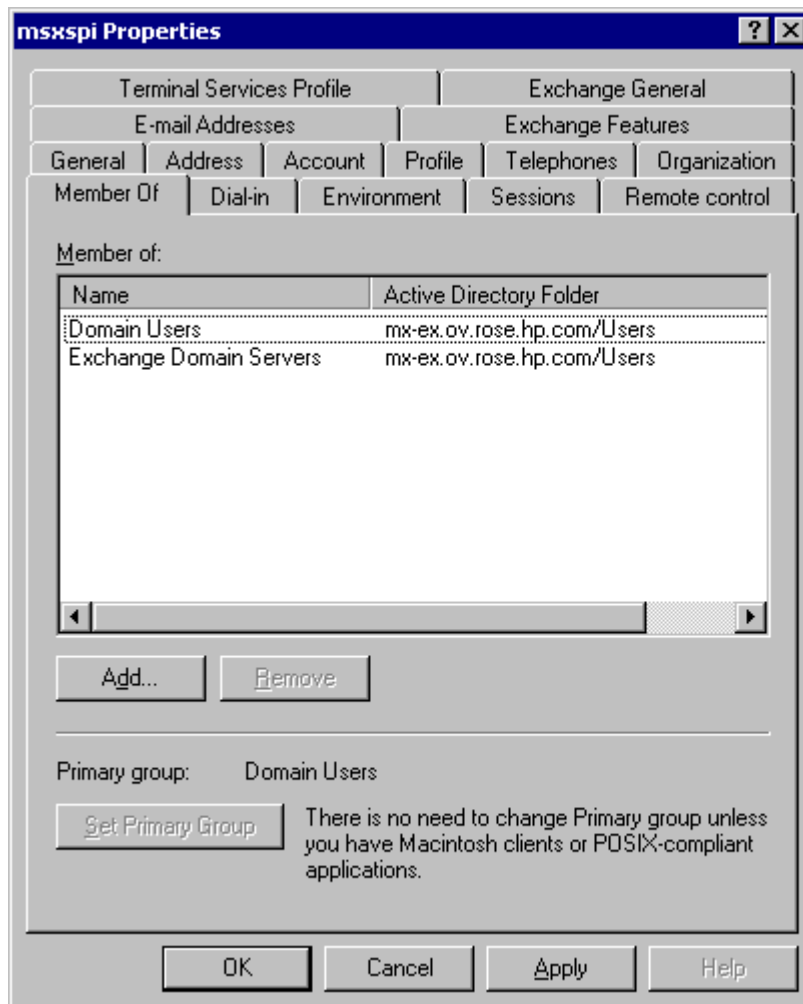 msxspi Properties
Terminal Services Profile Exchange General
E-mail Addresses Exchange Features
General Address Account Profile Telephones Organization
Member Of Dial-in Environment Sessions Remote control
Member of:
Name Active Directory Folder
Domain Users mx-ex.ov.rose.hp.com/Users
Exchange Domain Servers mx-ex.ov.rose.hp.com/Users
Add... Remove
Primary group: Domain Users
Set Primary Group
There is no need to change Primary group unless
you have Macintosh clients or POSIX-compliant
applications.
OK Cancel Apply Help